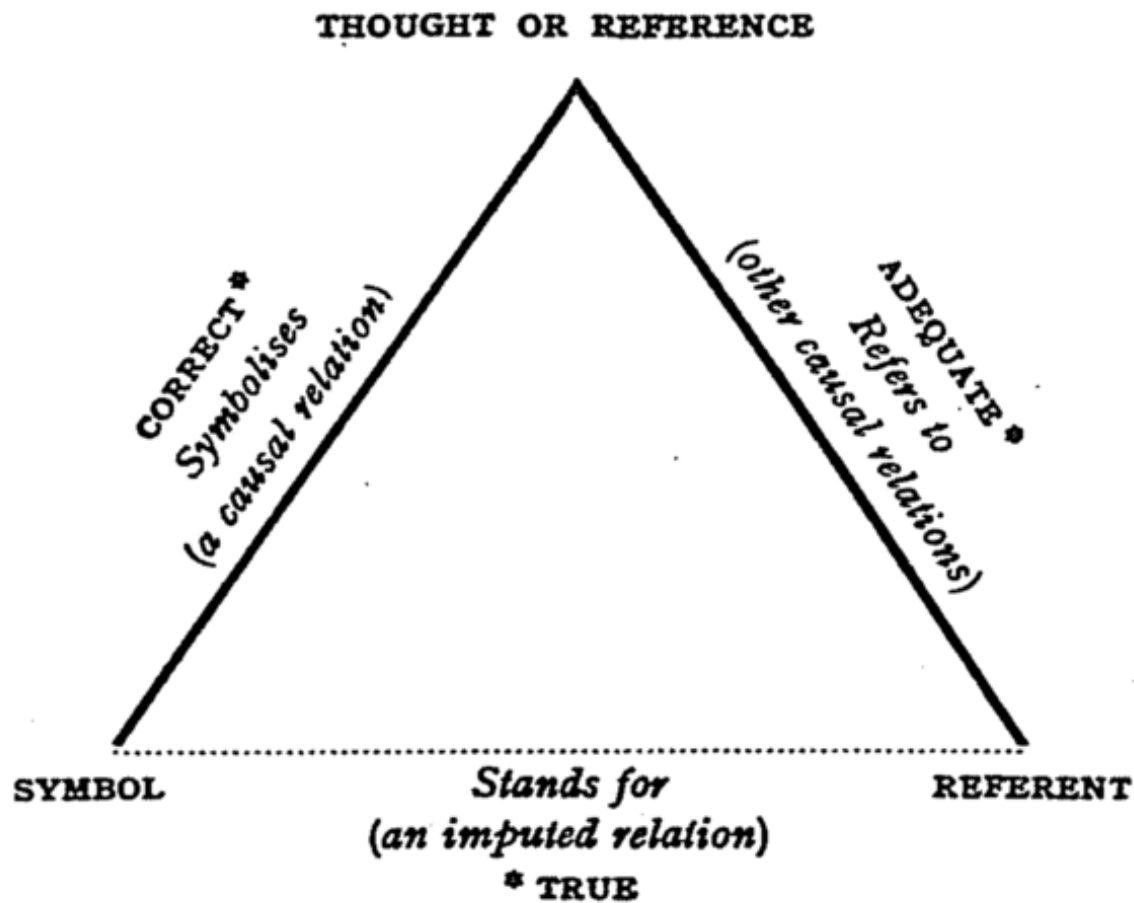 THOUGHT OR REFERENCE
CORRECT*
Symbolises
(a causal relation)
ADEQUATE*
Refers to
(other causal relations)
SYMBOL
Stands for
(an imputed relation)
* TRUE
REFERENT